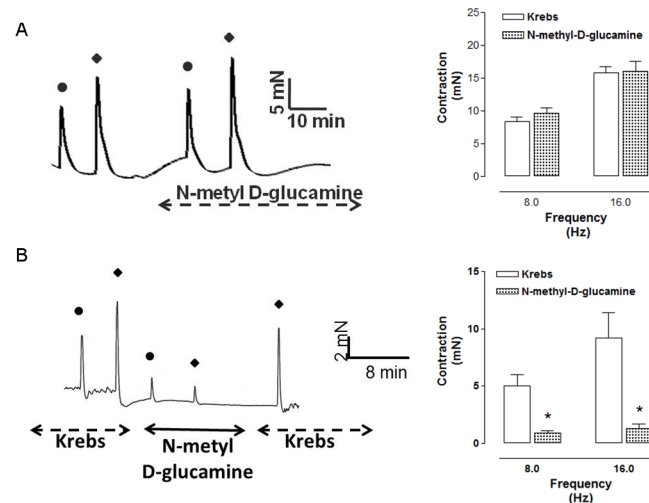 A
5 mN
10 min
N-metyl D-glucamine
Krebs
N-methyl-D-glucamine
Contraction
(mN)
25
20
15
10
5
0
8.0
16.0
Frequency
(Hz)
B
2 mN
8 min
Krebs
N-metyl
D-glucamine
Krebs
Krebs
N-methyl-D-glucamine
Contraction
(mN)
15
10
5
0
*
*
8.0
16.0
Frequency
(Hz)